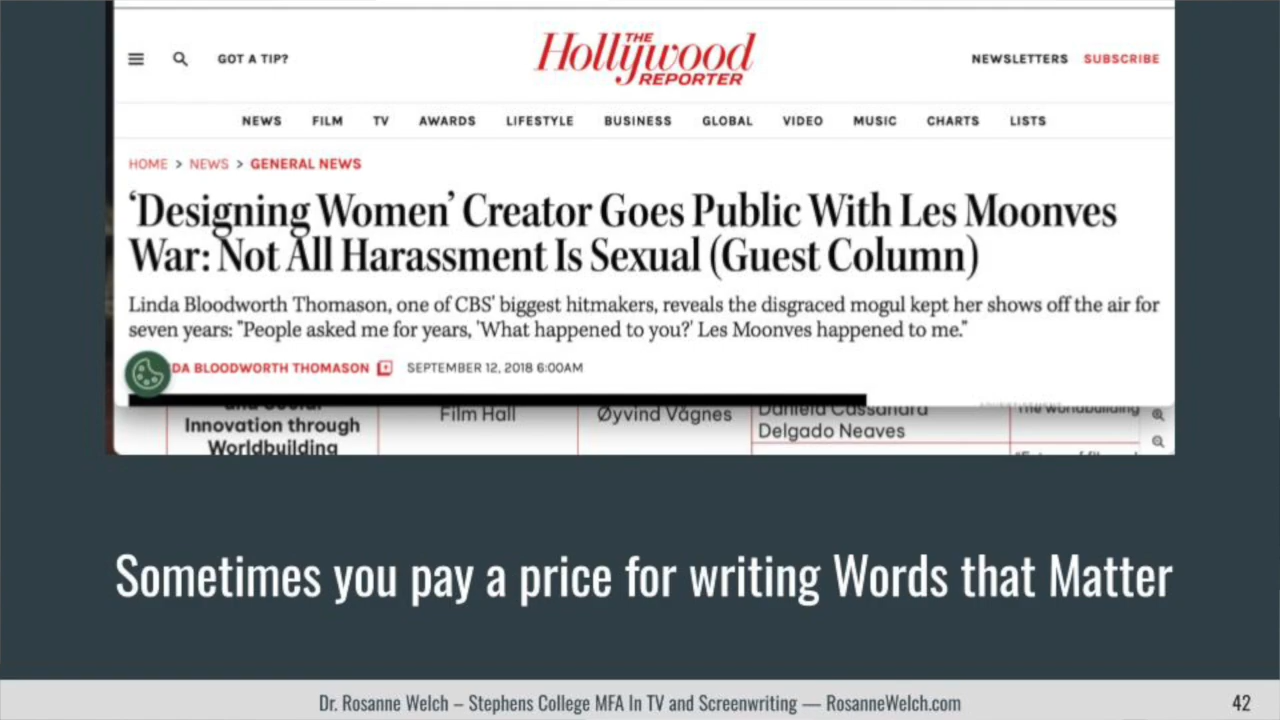 GOT A TIP?
THE
Hollywood
REPORTER
NEWSLETTERS SUBSCRIBE
NEWS FILM TV AWARDS LIFESTYLE BUSINESS GLOBAL VIDEO MUSIC CHARTS LISTS
HOME > NEWS > GENERAL NEWS
‘Designing Women’ Creator Goes Public With Les Moonves
War: Not All Harassment Is Sexual (Guest Column)
Linda Bloodworth Thomason, one of CBS' biggest hitmakers, reveals the disgraced mogul kept her shows off the air for
seven years: "People asked me for years, 'What happened to you?' Les Moonves happened to me."
DA BLOODWORTH THOMASON SEPTEMBER 12, 2018 6:00AM
and Social
Innovation through
Worldbuilding
Film Hall
Øyvind Vågnes
Daniela Cassandra
Delgado Neaves
Sometimes you pay a price for writing Words that Matter
Dr. Rosanne Welch – Stephens College MFA In TV and Screenwriting — RosanneWelch.com
42